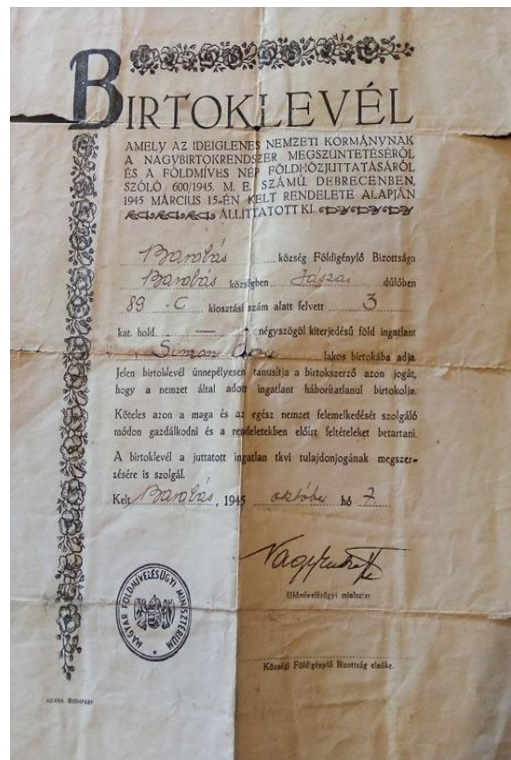 BIRTOKLEVÉL
AMELY AZ IDEIGLENES NEMZETI KORMÁNYNAK
A NAGYBIRTOKRENDSZER MEGSZÜNTETÉSÉRŐL
ÉS A FÖLDMÍVES NÉP FÖLDHÖZJUTTATÁSÁRÓL
SZÓLÓ 600/1945. M. E. SZÁMÚ, DEBRECENBEN,
1945 MÁRCIUS 15-ÉN KELT RENDELETE ALAPJÁN
ÁLLÍTTATOTT KI.
Barabás község Földigénylő Bizottsága
Barabás községben Jászai dűlőben
89 C kiosztási szám alatt felvett 3
kat. hold — négyszögöl kiterjedésű föld ingatlant
Simon lakos birtokába adja.
Jelen birtoklevél ünnepélyesen tanusítja a birtokszerző azon jogát,
hogy a nemzet által adott ingatlant háborítatlanul birtokolja.
Köteles azon a maga és az egész nemzet felemelkedését szolgáló
módon gazdálkodni és a rendeletekben előírt feltételeket betartani.
A birtoklevél a juttatott ingatlan tkvi tulajdonjogának megszer-
zésére is szolgál.
Kelt Barabás, 1945 október hó 7
földmívelésügyi miniszter
MAGYAR FÖLDMIVELÉSÜGYI MINISZTÉRIUM
Községi Földigénylő Bizottság elnöke.
BUDAPEST